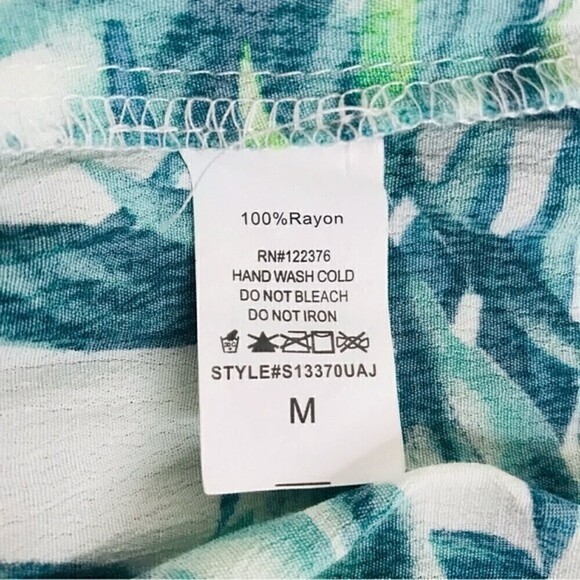 100%Rayon
RN#122376
HAND WASH COLD
DO NOT BLEACH
DO NOT IRON
STYLE#S13370UAJ
M